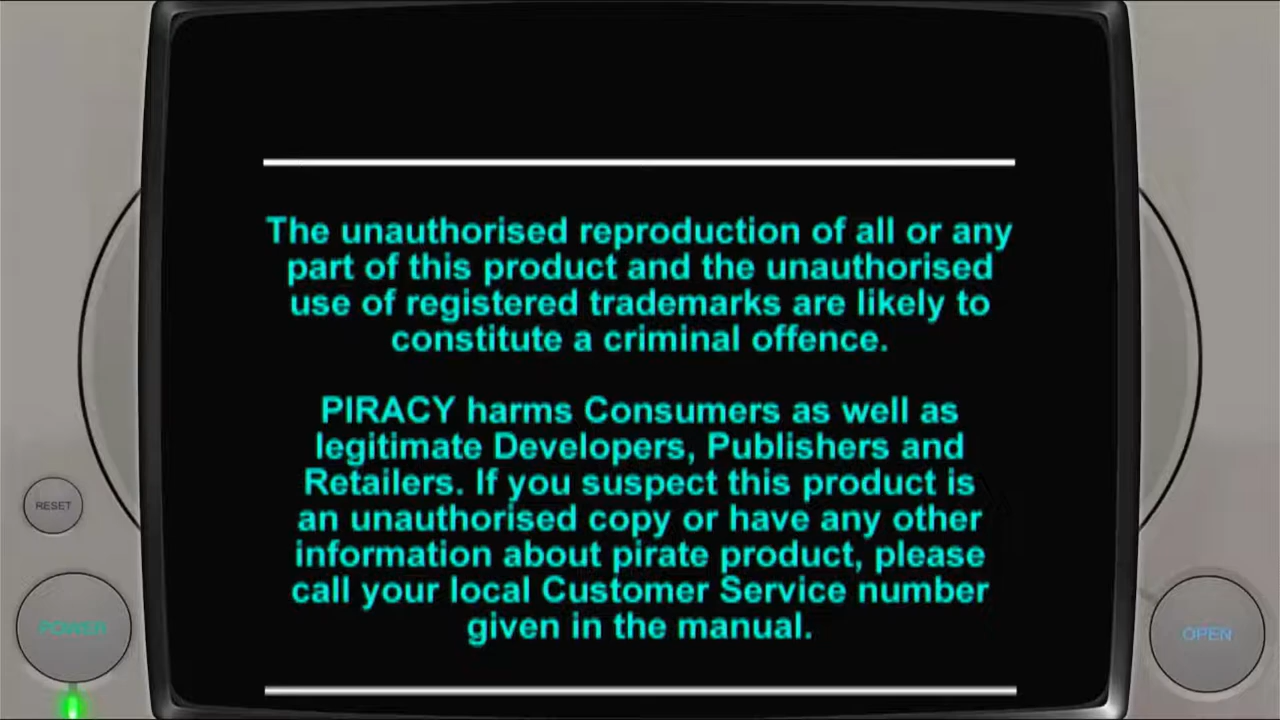 The unauthorised reproduction of all or any
part of this product and the unauthorised
use of registered trademarks are likely to
constitute a criminal offence.
PIRACY harms Consumers as well as
legitimate Developers, Publishers and
Retailers. If you suspect this product is
an unauthorised copy or have any other
information about pirate product, please
call your local Customer Service number
given in the manual.
RESET
POWER
OPEN